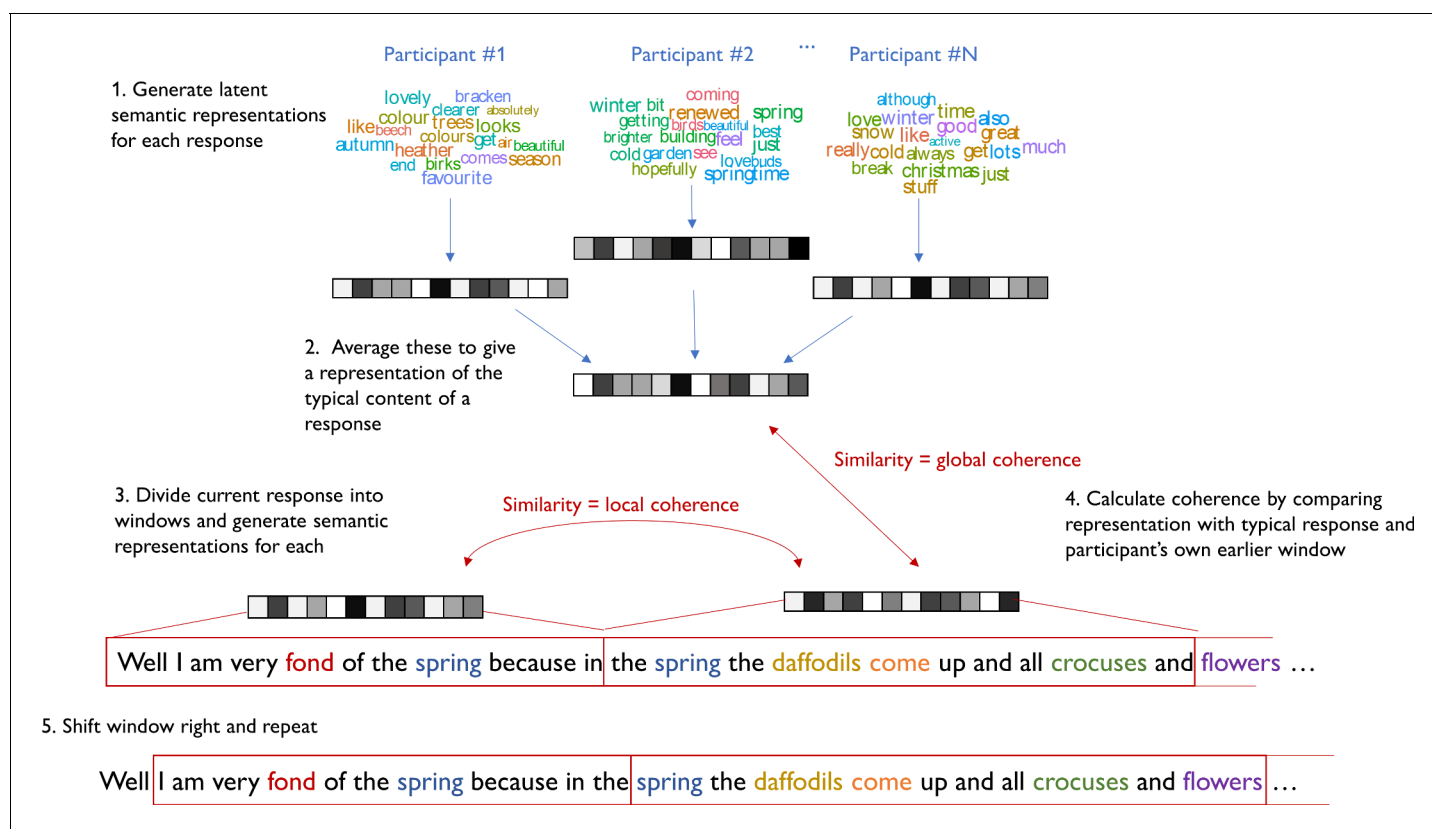 Participant #1
Participant #2
...
Participant #N
1. Generate latent
semantic representations
for each response
lovely bracken
clearer absolutely
colour
like beech trees looks
colours get air
autumn heather beautiful
end birks comes season
favourite
coming
winter bit renewed spring
getting birds beautiful
brighter building feel best
just
cold garden see
love buds
hopefully springtime
although
love winter time also
snow like good great
active
really cold always get lots much
break christmas just
stuff
2. Average these to give
a representation of the
typical content of a
response
Similarity = global coherence
3. Divide current response into
windows and generate semantic
representations for each
Similarity = local coherence
4. Calculate coherence by comparing
representation with typical response and
participant's own earlier window
Well I am very fond of the spring because in the spring the daffodils come up and all crocuses and flowers ...
5. Shift window right and repeat
Well I am very fond of the spring because in the spring the daffodils come up and all crocuses and flowers ...